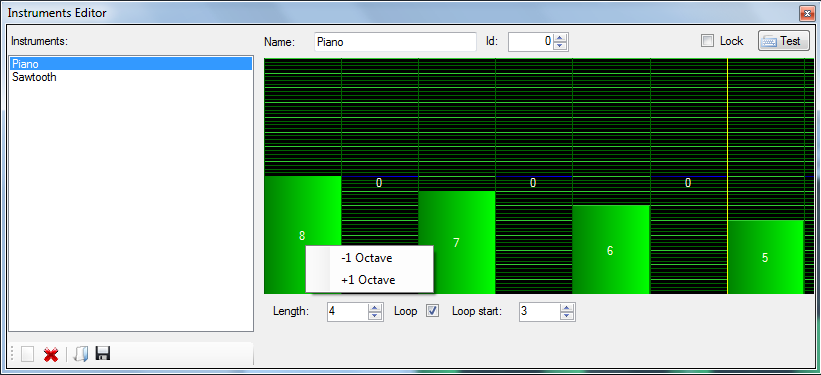 Instruments Editor
Instruments:
Name: Piano Id: 0 Lock Test
Piano
Sawtooth
0 0 0
8 7 6 5
-1 Octave
+1 Octave
Length: 4 Loop Loop start: 3